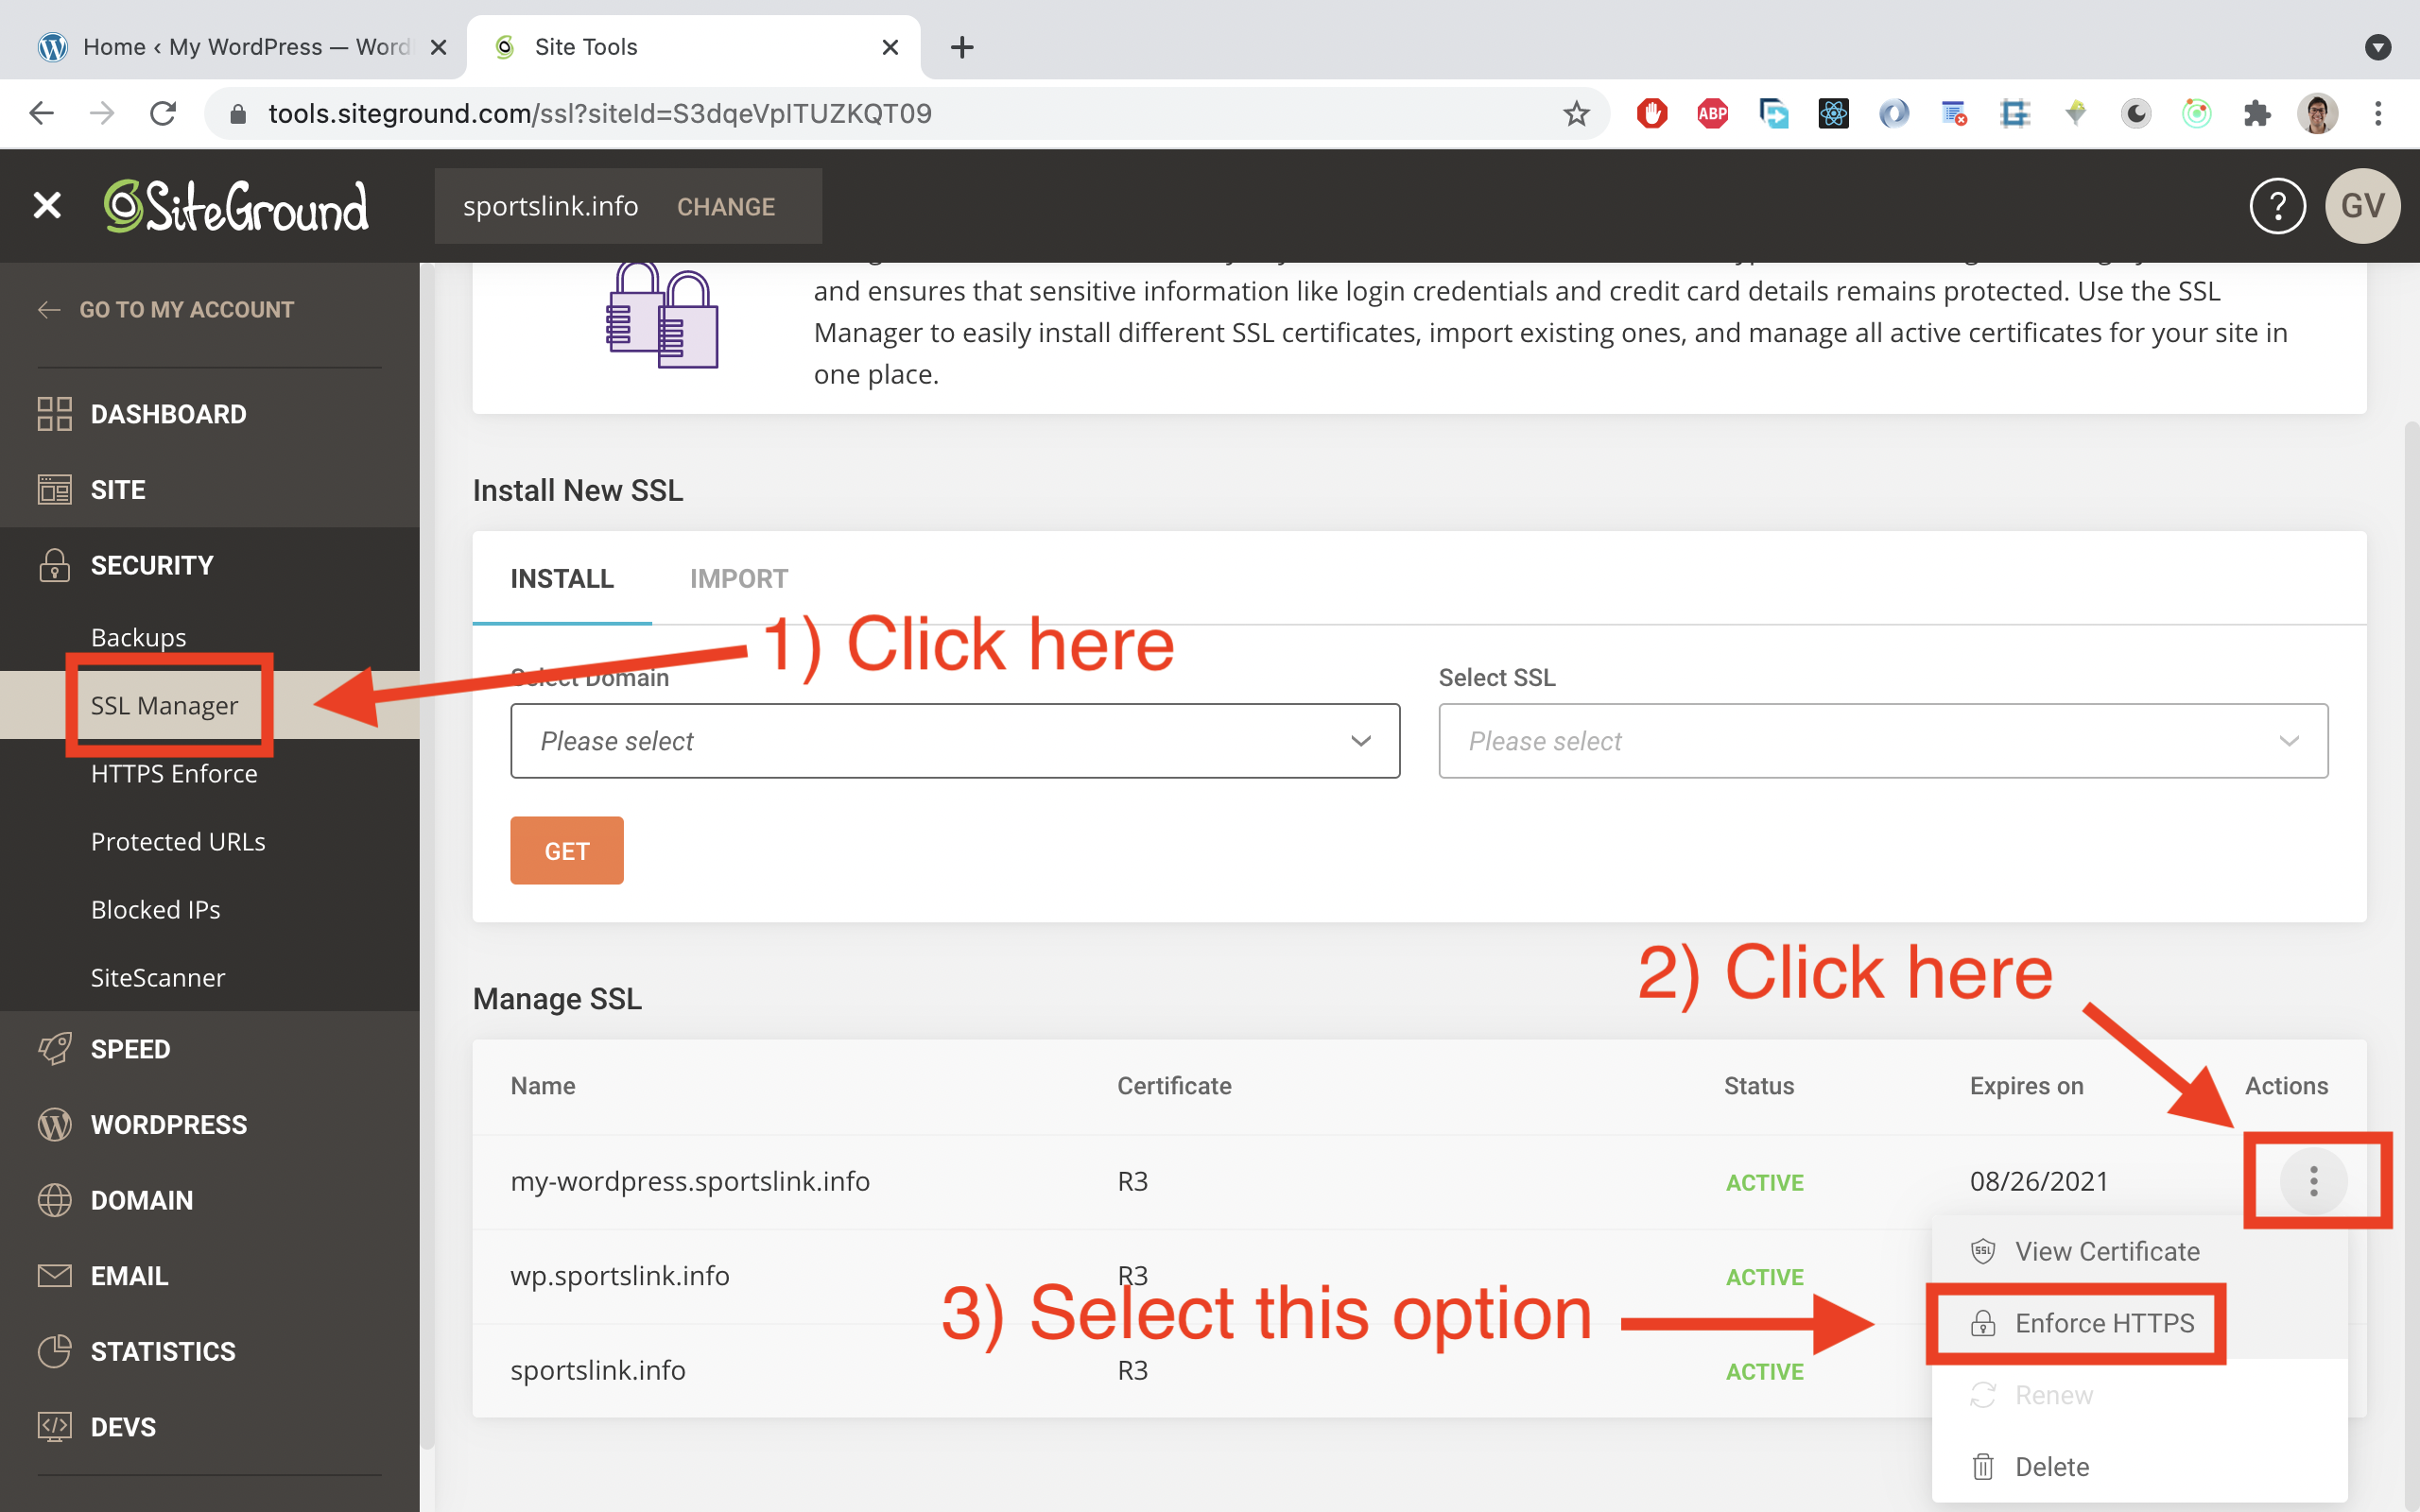 Home ‹ My WordPress — Word
Site Tools
tools.siteground.com/ssl?siteId=S3dqeVpITUZKQT09
ABP
SiteGround
sportslink.info CHANGE
?
GV
GO TO MY ACCOUNT
DASHBOARD
SITE
SECURITY
Backups
SSL Manager
HTTPS Enforce
Protected URLs
Blocked IPs
SiteScanner
SPEED
WORDPRESS
DOMAIN
EMAIL
STATISTICS
DEVS
and ensures that sensitive information like login credentials and credit card details remains protected. Use the SSL
Manager to easily install different SSL certificates, import existing ones, and manage all active certificates for your site in
one place.
Install New SSL
INSTALL IMPORT
1) Click here
Select Domain Select SSL
Please select Please select
GET
2) Click here
Manage SSL
Name Certificate Status Expires on Actions
my-wordpress.sportslink.info R3 ACTIVE 08/26/2021
SSL View Certificate
wp.sportslink.info R3 ACTIVE
3) Select this option
Enforce HTTPS
sportslink.info R3 ACTIVE
Renew
Delete